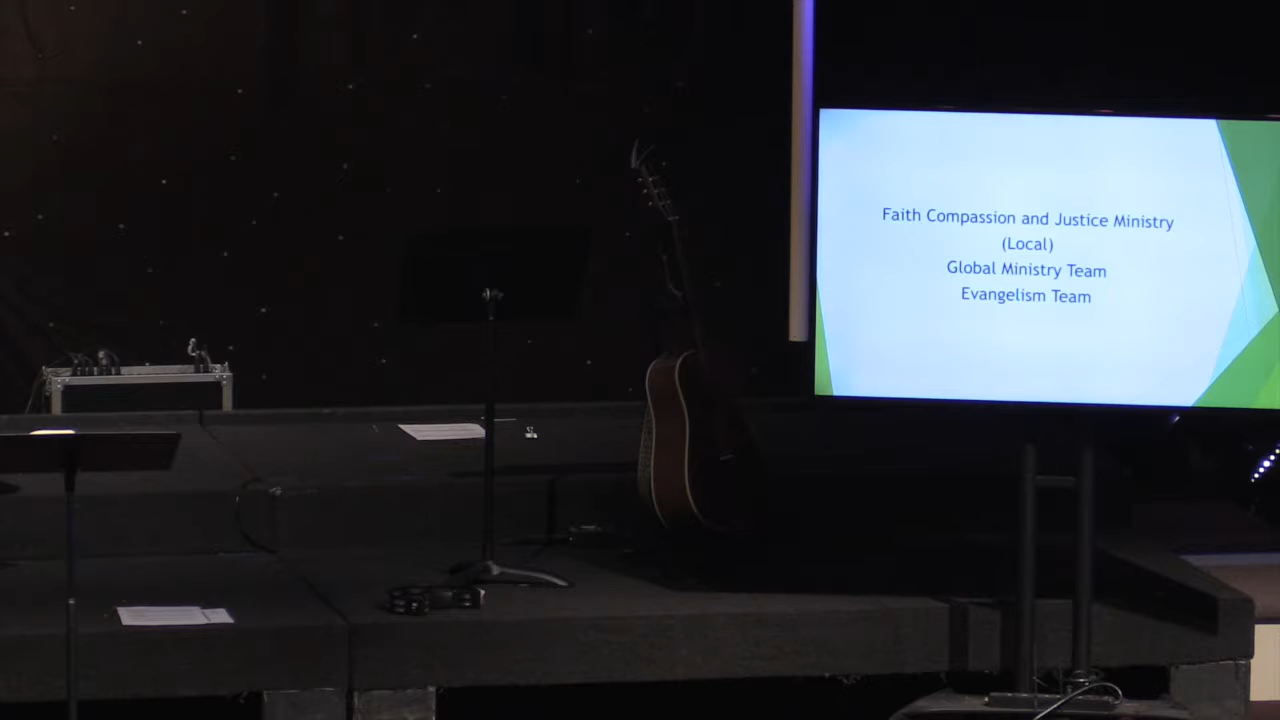 Faith Compassion and Justice Ministry
(Local)
Global Ministry Team
Evangelism Team